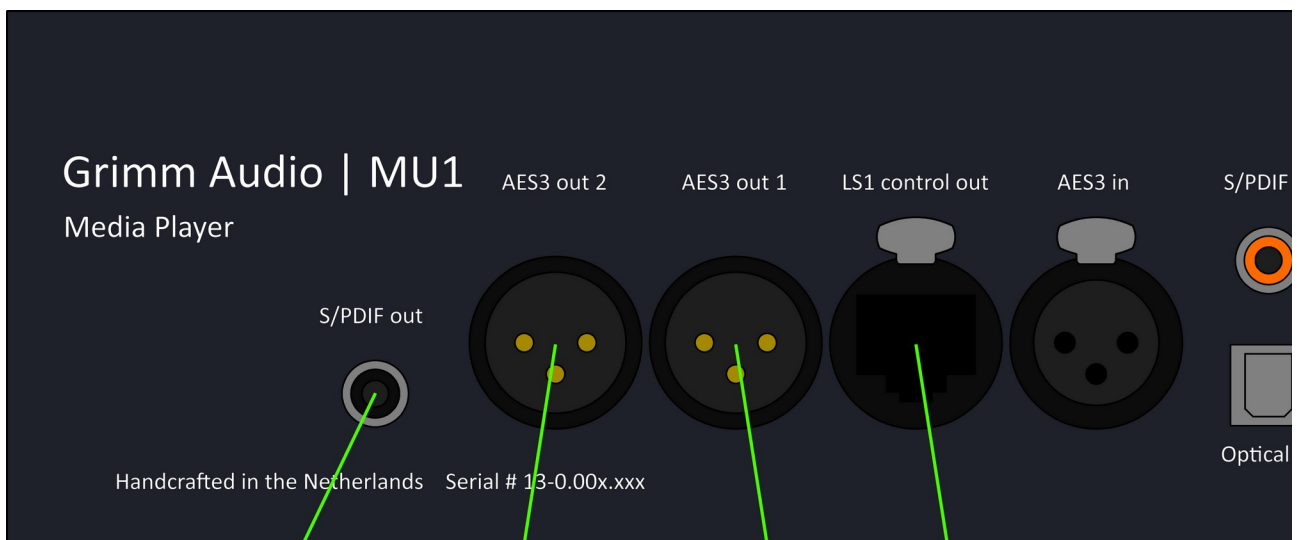 Grimm Audio | MU1
Media Player
AES3 out 2
AES3 out 1
LS1 control out
AES3 in
S/PDIF
S/PDIF out
Optical
Handcrafted in the Netherlands Serial # 13-0.00x.xxx